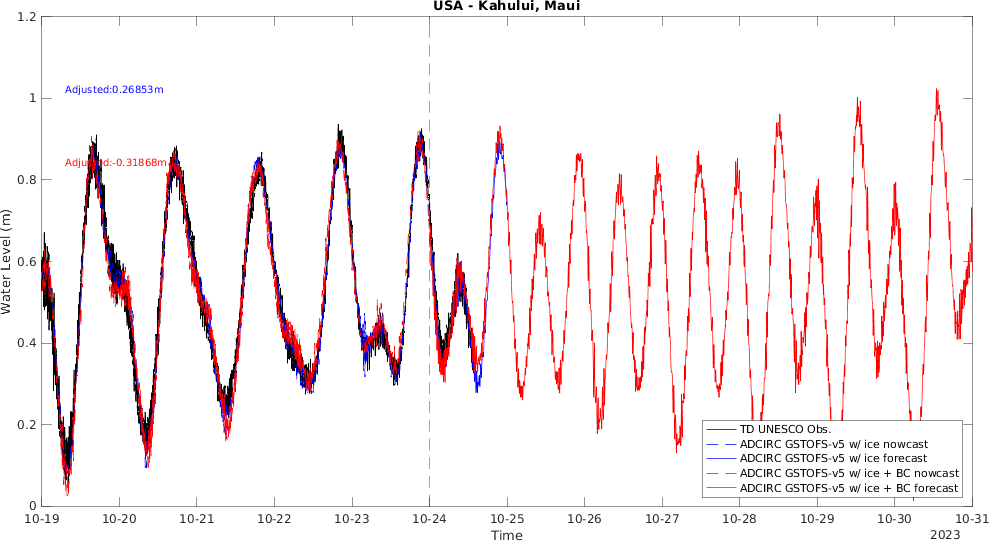 USA - Kahului, Maui
1.2
1
0.8
0.6
0.4
0.2
0
Water Level (m)
Adjusted:0.26853m
Adjusted:-0.31868m
TD UNESCO Obs.
ADCIRC GSTOFS-v5 w/ ice nowcast
ADCIRC GSTOFS-v5 w/ ice forecast
ADCIRC GSTOFS-v5 w/ ice + BC nowcast
ADCIRC GSTOFS-v5 w/ ice + BC forecast
10-19 10-20 10-21 10-22 10-23 10-24 10-25 10-26 10-27 10-28 10-29 10-30 10-31
Time
2023